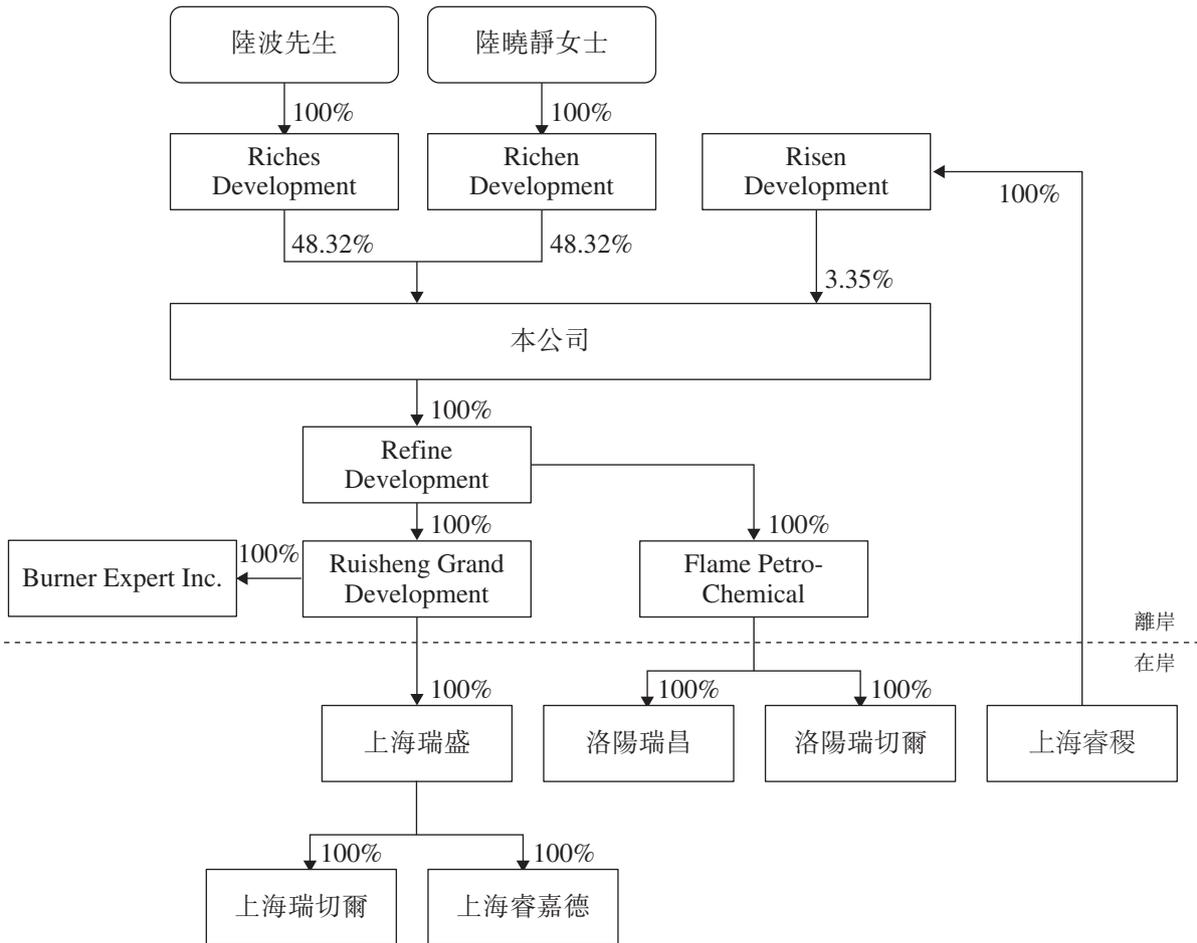 陸波先生
陸曉靜女士
100%
100%
Riches
Development
Richen
Development
Risen
Development
100%
48.32%
48.32%
3.35%
本公司
100%
Refine
Development
100%
100%
100%
Burner Expert Inc.
Ruisheng Grand
Development
Flame Petro-
Chemical
離岸
在岸
100%
100%
100%
上海瑞盛
洛陽瑞昌
洛陽瑞切爾
上海睿稷
100%
100%
上海瑞切爾
上海睿嘉德